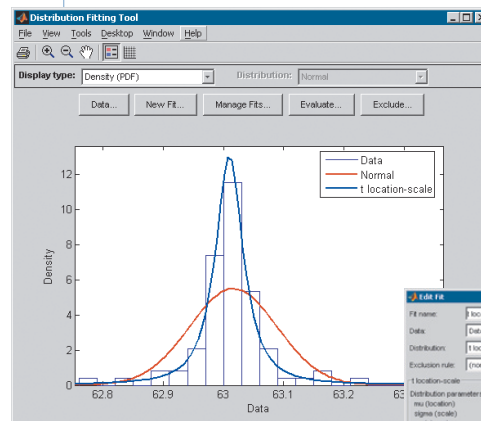 Distribution Fitting Tool
File View Tools Desktop Window Help
Display type: Density (PDF) Distribution: Normal
Data... New Fit... Manage Fits... Evaluate... Exclude...
Data
Normal
t location-scale
12
10
8
6
4
2
0
Density
62.8 62.9 63 63.1 63.2
Data
Edit Fit
Fit name:
Data:
Distribution:
Exclusion rule:
t location-scale
Distribution parameters
mu (location)
sigma (scale)